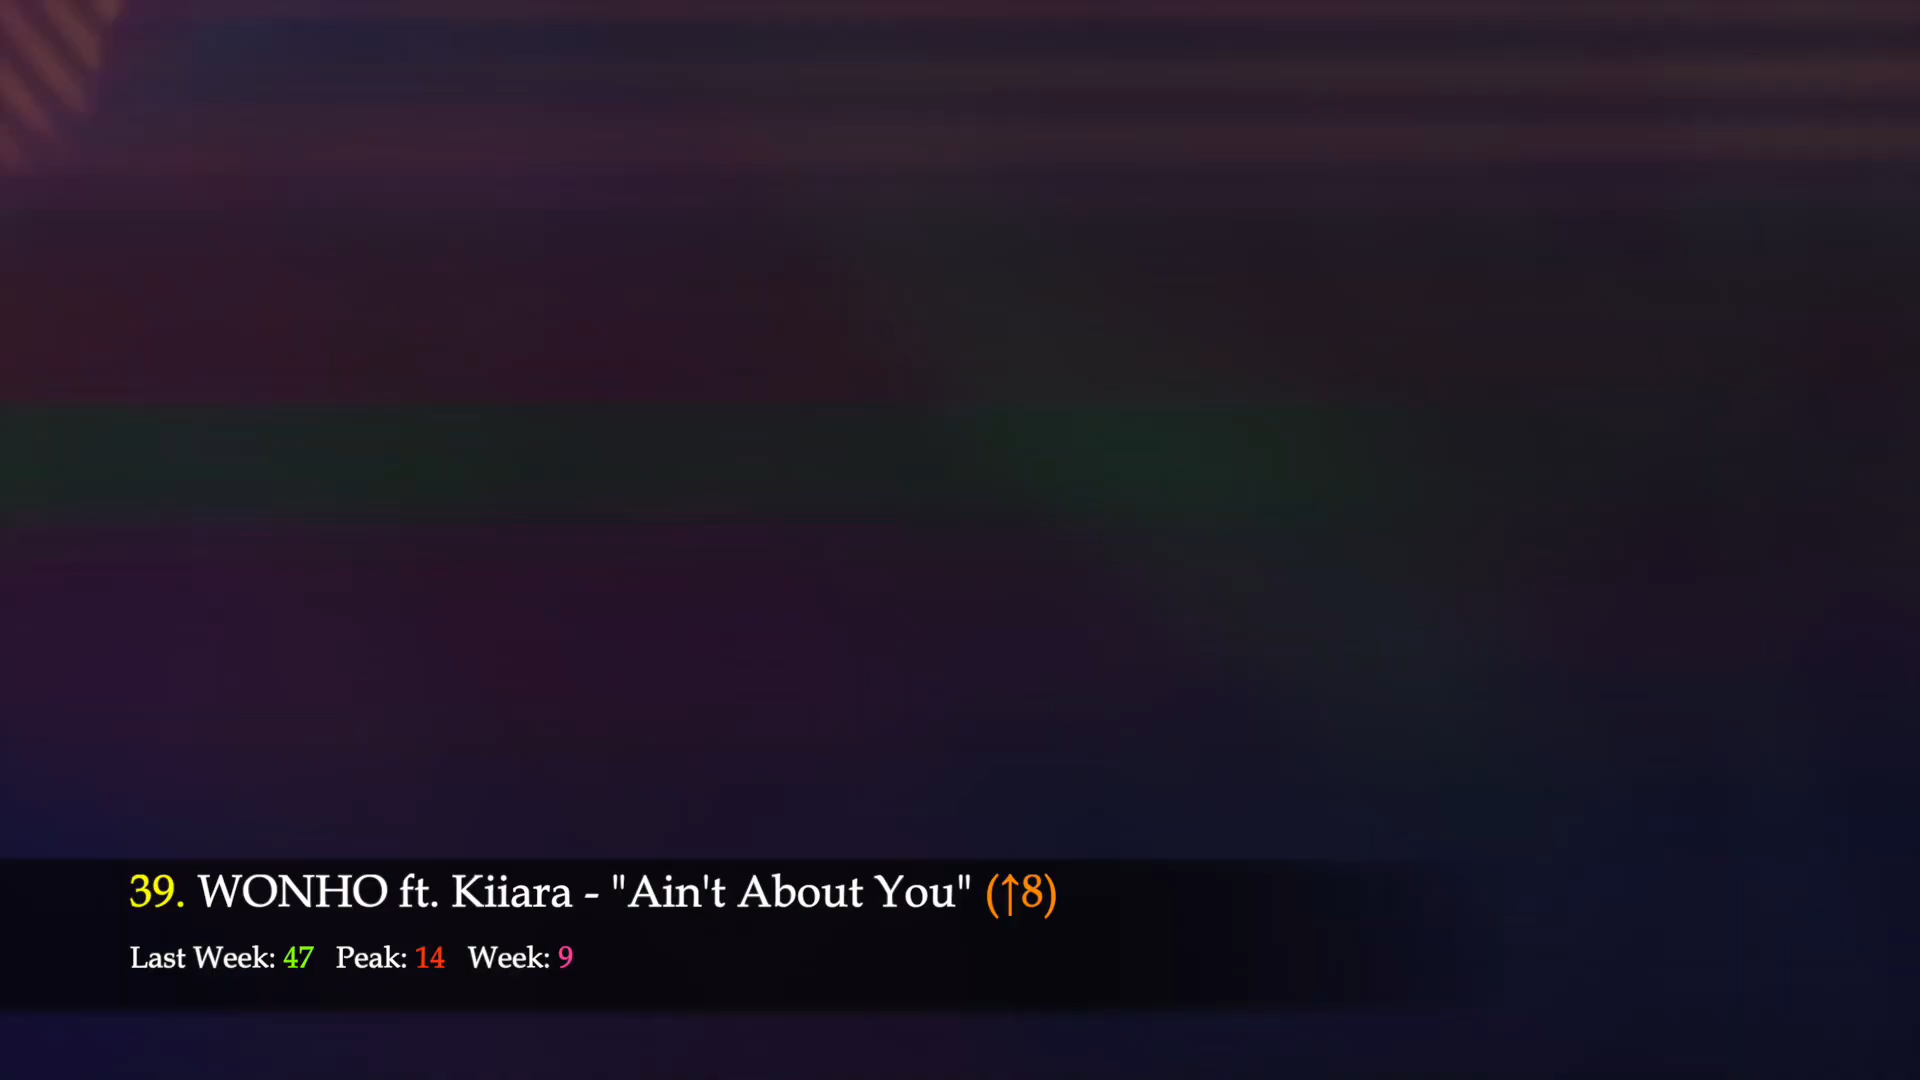 39. WONHO ft. Kiiara - "Ain't About You" (↑8)
Last Week: 47 Peak: 14 Week: 9